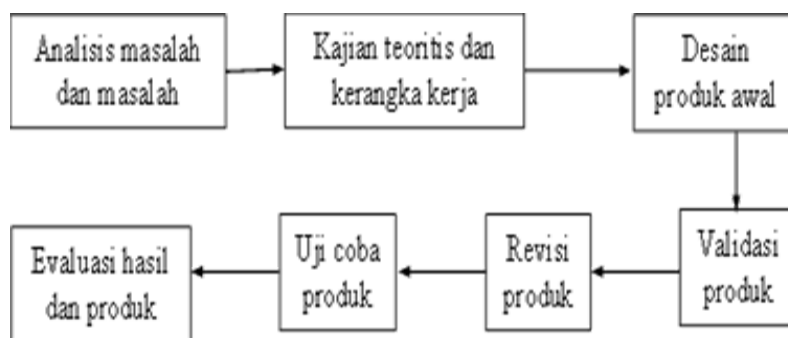 Analisis masalah
dan masalah
Kajian teoritis dan
kerangka kerja
Desain
produk awal
Validasi
produk
Revisi
produk
Uji coba
produk
Evaluasi hasil
dan produk